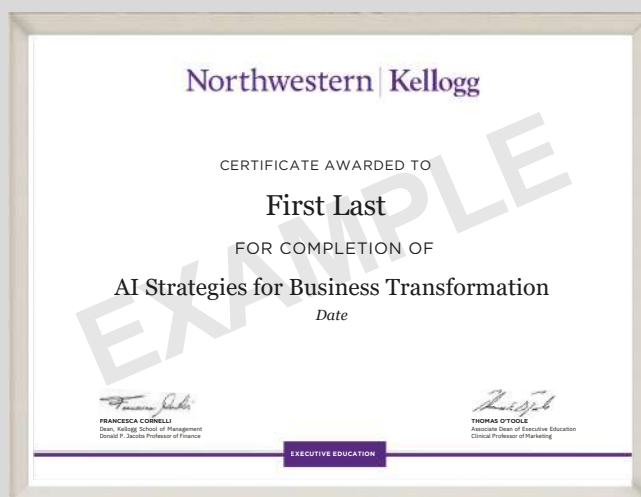 Northwestern | Kellogg
CERTIFICATE AWARDED TO
First Last
FOR COMPLETION OF
AI Strategies for Business Transformation
Date
EXAMPLE
FRANCESCA CORNELLI
Dean, Kellogg School of Management
Donald P. Jacobs Professor of Finance
THOMAS O'TOOLE
Associate Dean of Executive Education
Clinical Professor of Marketing
EXECUTIVE EDUCATION